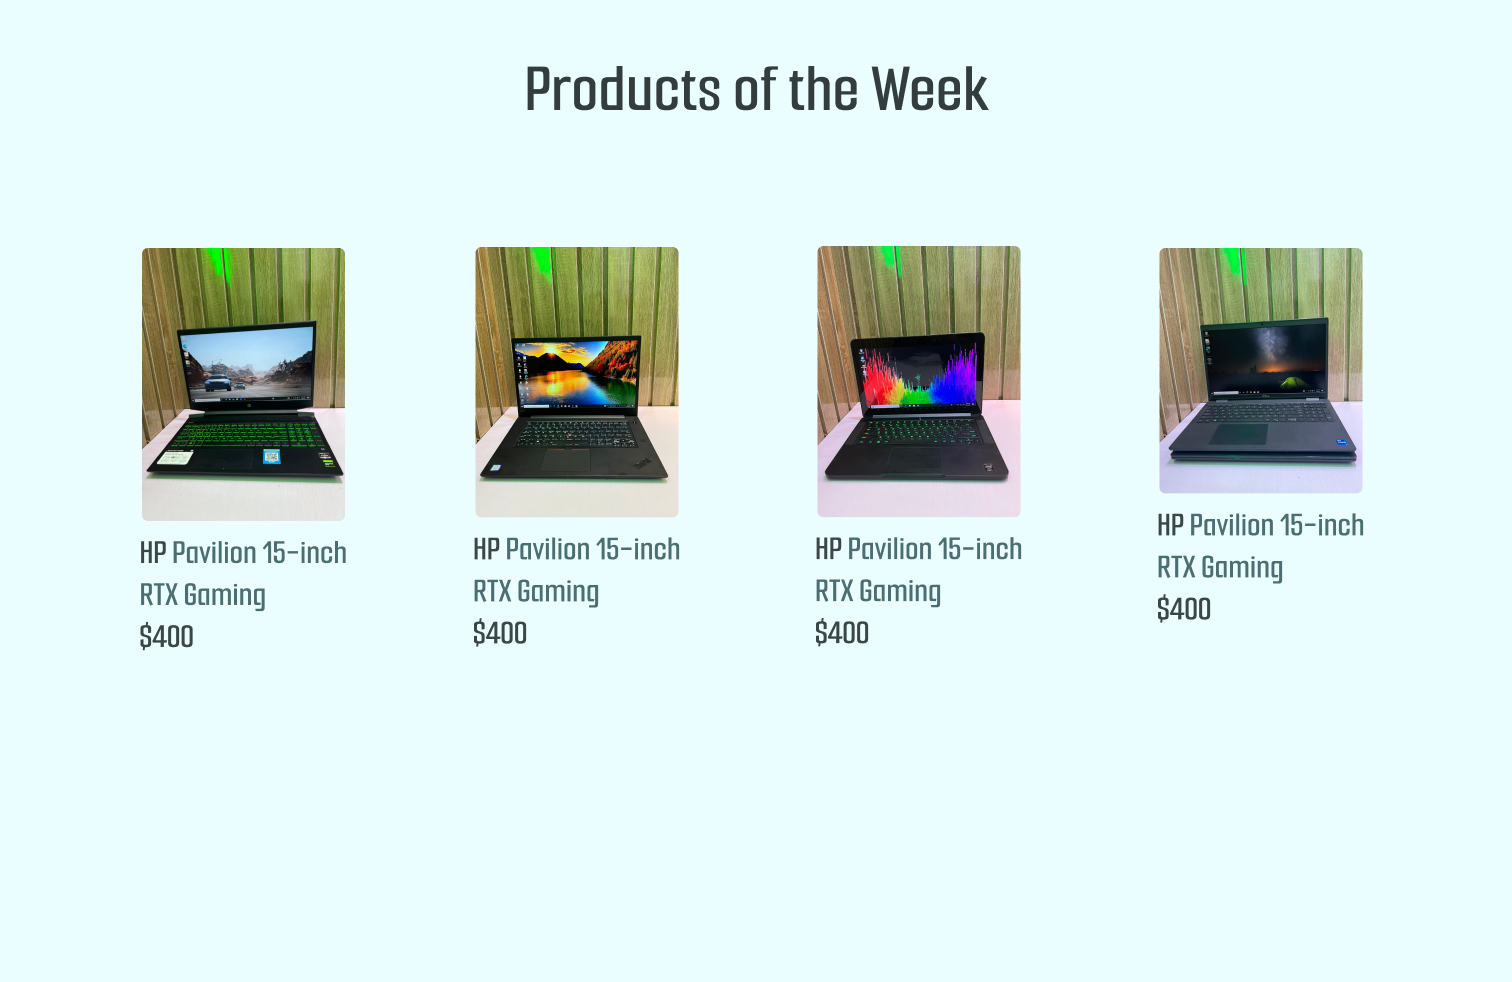 Products of the Week
HP Pavilion 15-inch
RTX Gaming
$400
HP Pavilion 15-inch
RTX Gaming
$400
HP Pavilion 15-inch
RTX Gaming
$400
HP Pavilion 15-inch
RTX Gaming
$400